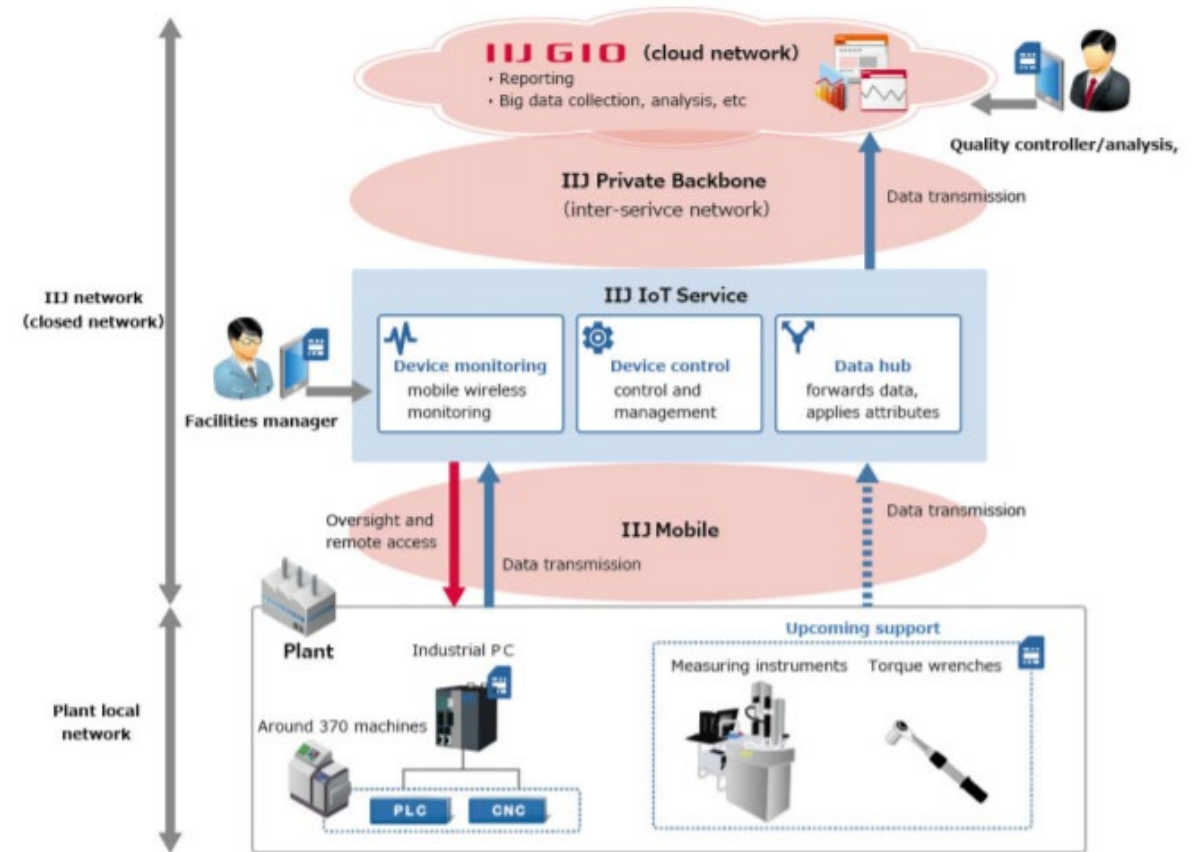 IIJ GIO (cloud network)
・Reporting
・Big data collection, analysis, etc
Quality controller/analysis,
IIJ Private Backbone
(inter-serivce network)
Data transmission
IIJ network
(closed network)
IIJ IoT Service
Device monitoring
mobile wireless
monitoring
Device control
control and
management
Data hub
forwards data,
applies attributes
Facilities manager
Oversight and
remote access
Data transmission
IIJ Mobile
Data transmission
Plant local
network
Plant
Industrial PC
Around 370 machines
PLC
CNC
Upcoming support
Measuring instruments
Torque wrenches